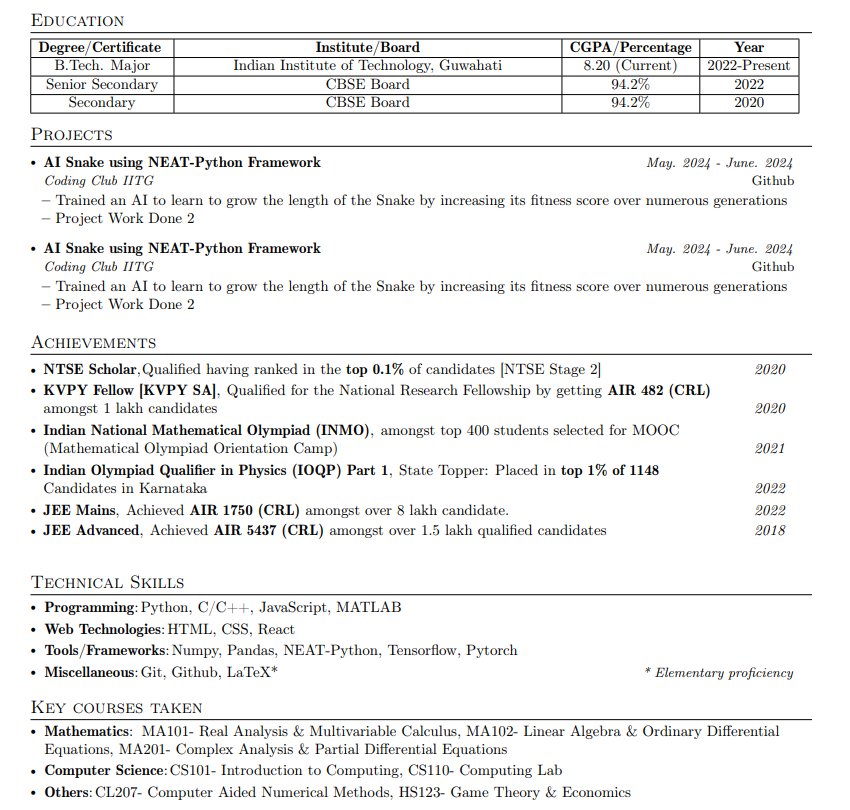 Education
Degree/Certificate Institute/Board CGPA/Percentage Year
B.Tech. Major Indian Institute of Technology, Guwahati 8.20 (Current) 2022-Present
Senior Secondary CBSE Board 94.2% 2022
Secondary CBSE Board 94.2% 2020
Projects
• AI Snake using NEAT-Python Framework May. 2024 - June. 2024
Coding Club IITG Github
– Trained an AI to learn to grow the length of the Snake by increasing its fitness score over numerous generations
– Project Work Done 2
• AI Snake using NEAT-Python Framework May. 2024 - June. 2024
Coding Club IITG Github
– Trained an AI to learn to grow the length of the Snake by increasing its fitness score over numerous generations
– Project Work Done 2
Achievements
• NTSE Scholar,Qualified having ranked in the top 0.1% of candidates [NTSE Stage 2] 2020
• KVPY Fellow [KVPY SA], Qualified for the National Research Fellowship by getting AIR 482 (CRL)
amongst 1 lakh candidates 2020
• Indian National Mathematical Olympiad (INMO), amongst top 400 students selected for MOOC
(Mathematical Olympiad Orientation Camp) 2021
• Indian Olympiad Qualifier in Physics (IOQP) Part 1, State Topper: Placed in top 1% of 1148
Candidates in Karnataka 2022
• JEE Mains, Achieved AIR 1750 (CRL) amongst over 8 lakh candidate. 2022
• JEE Advanced, Achieved AIR 5437 (CRL) amongst over 1.5 lakh qualified candidates 2018
Technical Skills
• Programming: Python, C/C++, JavaScript, MATLAB
• Web Technologies: HTML, CSS, React
• Tools/Frameworks: Numpy, Pandas, NEAT-Python, Tensorflow, Pytorch
• Miscellaneous: Git, Github, LaTeX* * Elementary proficiency
Key courses taken
• Mathematics: MA101- Real Analysis & Multivariable Calculus, MA102- Linear Algebra & Ordinary Differential
Equations, MA201- Complex Analysis & Partial Differential Equations
• Computer Science: CS101- Introduction to Computing, CS110- Computing Lab
• Others: CL207- Computer Aided Numerical Methods, HS123- Game Theory & Economics